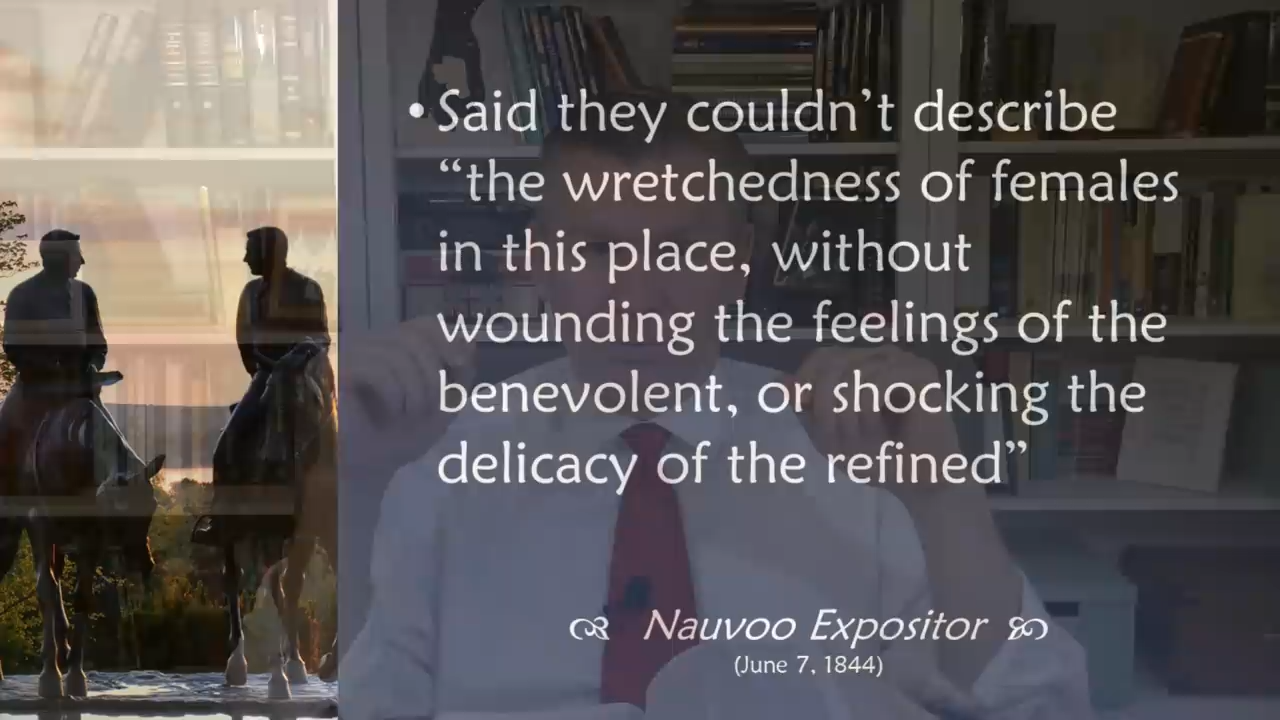 • Said they couldn’t describe
“the wretchedness of females
in this place, without
wounding the feelings of the
benevolent, or shocking the
delicacy of the refined”
Nauvoo Expositor
(June 7, 1844)